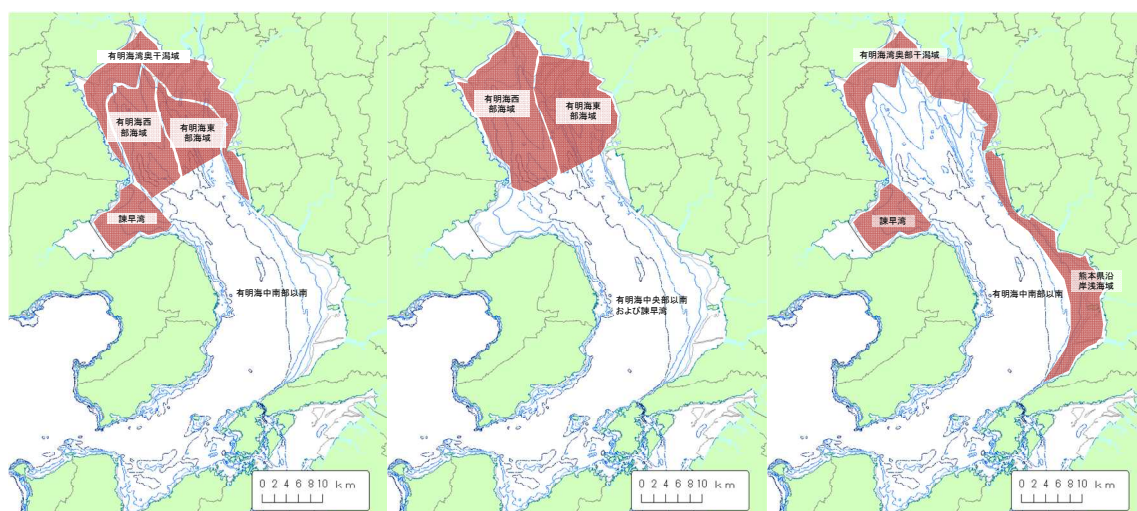 有明海湾奥干潟域
有明海西
部海域
有明海東
部海域
諫早湾
有明海中南部以南
0 2 4 6 8 10 km
有明海西
部海域
有明海東
部海域
有明海中央部以南
および諫早湾
0 2 4 6 8 10 km
有明海湾奥部干潟域
諫早湾
有明海中南部以南
熊本県沿
岸浅海域
0 2 4 6 8 10 km